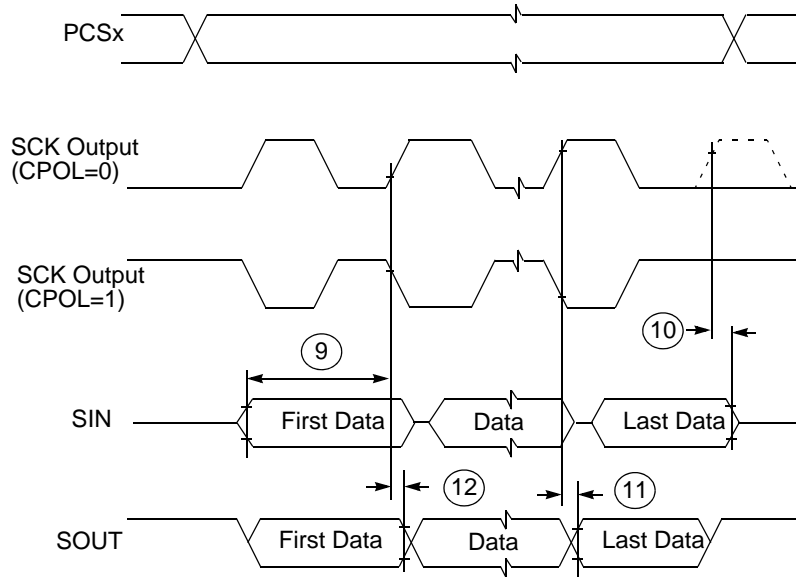 PCSx
SCK Output
(CPOL=0)
SCK Output
(CPOL=1)
10
9
SIN
First Data
Data
Last Data
12
11
SOUT
First Data
Data
Last Data